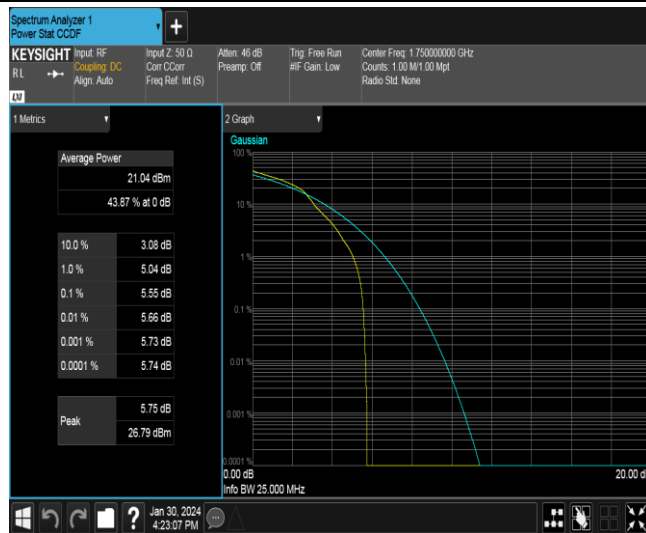 Spectrum Analyzer 1
Power Stat CCDF
KEYSIGHT
RL
LXI
Input: RF
Coupling: DC
Align: Auto
Input Z: 50 Ω
Corr CCorr
Freq Ref: Int (S)
Atten: 46 dB
Preamp: Off
Trig: Free Run
#IF Gain: Low
Center Freq: 1.750000000 GHz
Counts: 1.00 M/1.00 Mpt
Radio Std: None
1 Metrics
Average Power
21.04 dBm
43.87 % at 0 dB
10.0 % 3.08 dB
1.0 % 5.04 dB
0.1 % 5.55 dB
0.01 % 5.66 dB
0.001 % 5.73 dB
0.0001 % 5.74 dB
Peak
5.75 dB
26.79 dBm
2 Graph
Gaussian
100 %
10 %
1 %
0.1 %
0.01 %
0.001 %
0.0001 %
0.00 dB
20.00 d
Info BW 25.000 MHz
?
Jan 30, 2024
4:23:07 PM